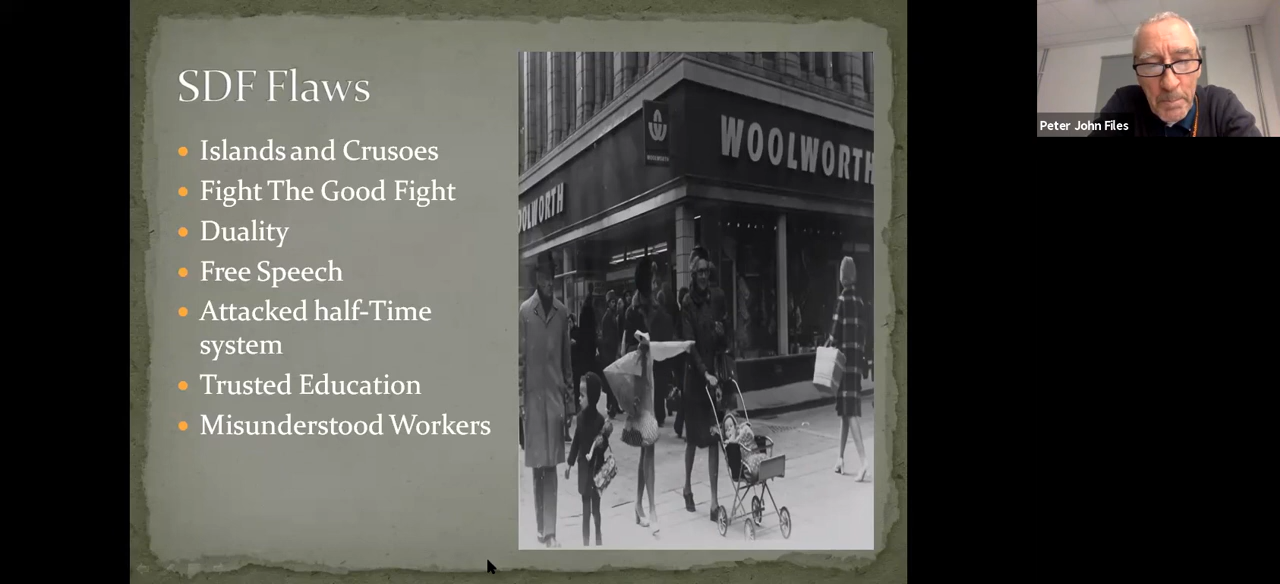 SDF Flaws
Islands and Crusoes
Fight The Good Fight
Duality
Free Speech
Attacked half-Time
system
Trusted Education
Misunderstood Workers
WOOLWORTH
WOOLWORTH
OOLWORTH
Peter John Files